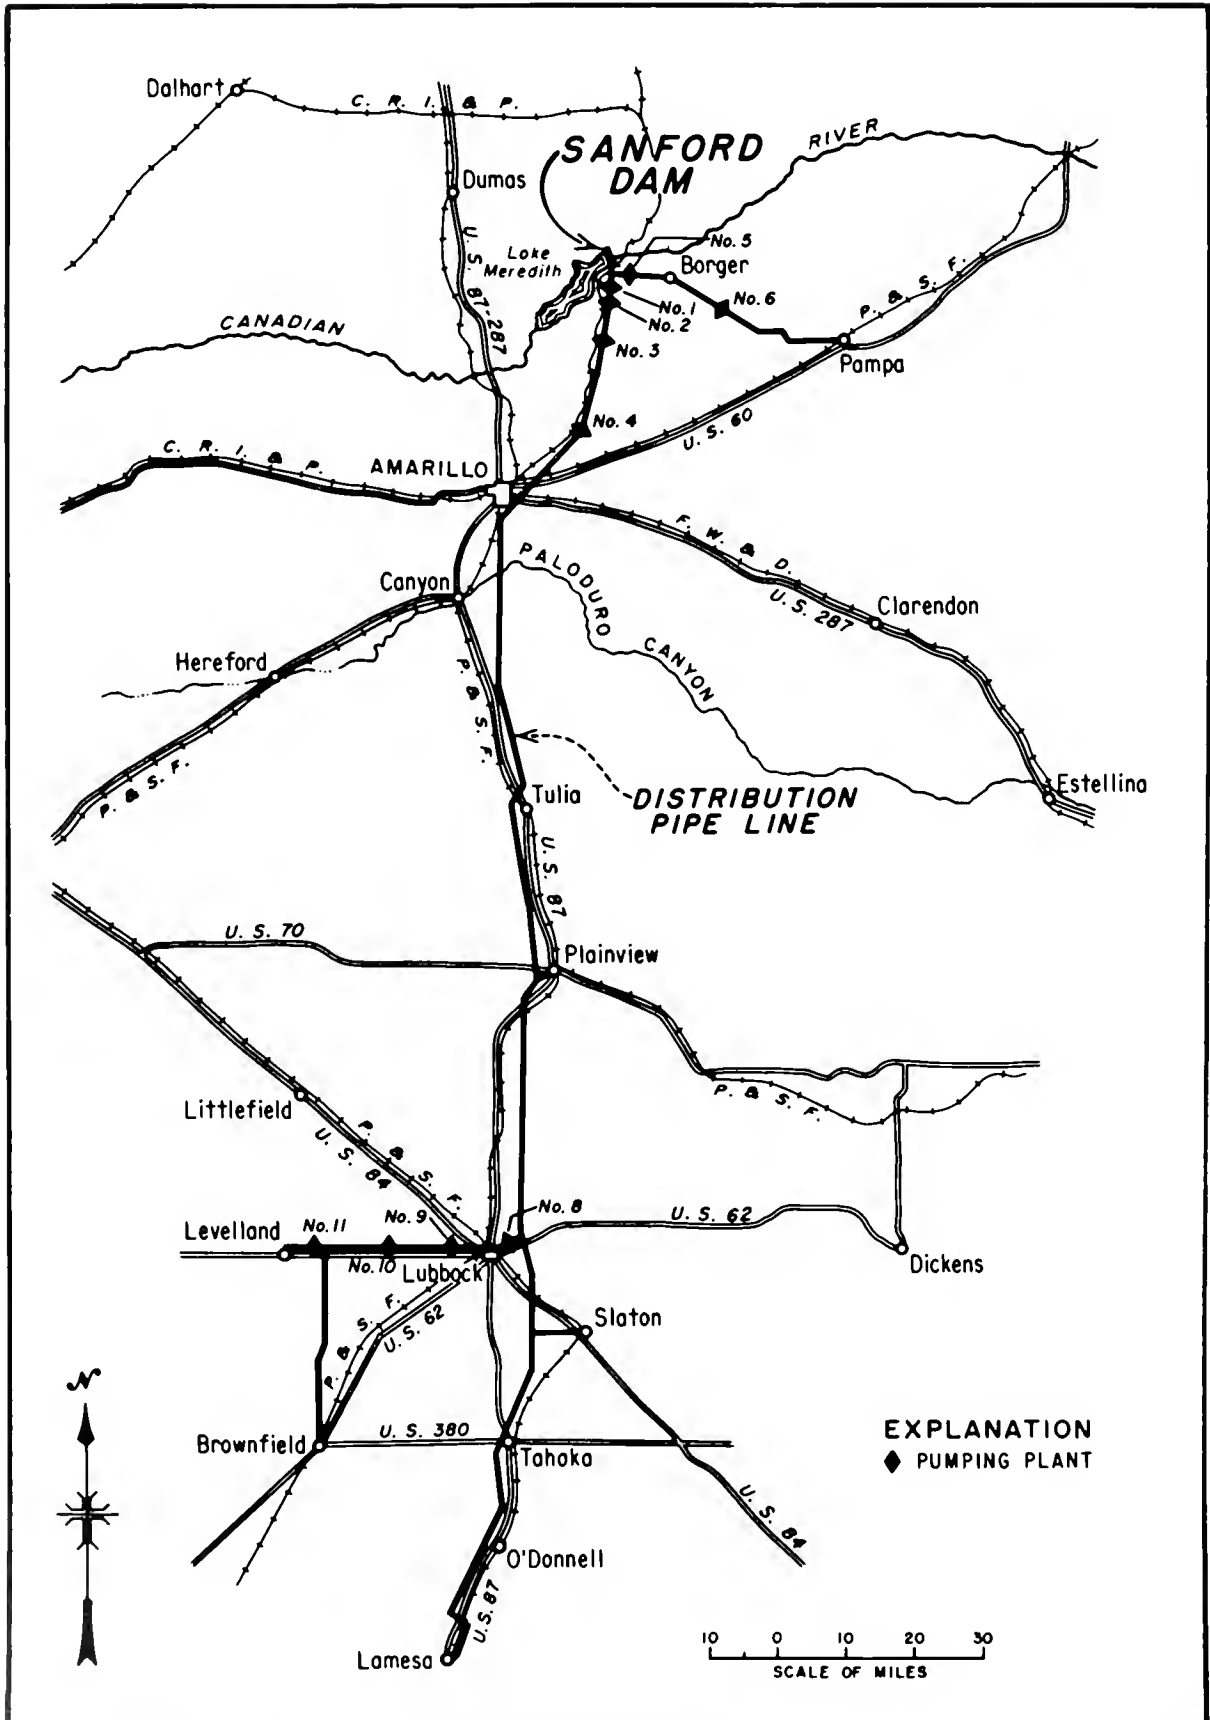 Dalhart
C. R. I. & P.
SANFORD
DAM
RIVER
Dumas
U. S. 87-287
Lake
Meredith
No. 5
Borger
No. 1
No. 6
No. 2
No. 3
P. & S. F.
CANADIAN
Pampa
No. 4
U. S. 60
C. R. I. & P.
AMARILLO
F. W. & D.
PALODURO
CANYON
Canyon
U. S. 287
Clarendon
Hereford
P. & S. F.
P. & S. F.
Tulia
DISTRIBUTION
PIPE LINE
Estellina
U. S. 87
U. S. 70
Plainview
Littlefield
P. & S. F.
U. S. 84
P. & S. F.
Levelland
No. 11
No. 9
No. 8
U. S. 62
No. 10
Lubbock
Dickens
P. & S. F.
U. S. 62
Slaton
N
Brownfield
U. S. 380
Tahoka
EXPLANATION
PUMPING PLANT
U. S. 84
O'Donnell
U. S. 87
Lamesa
10 0 10 20 30
SCALE OF MILES